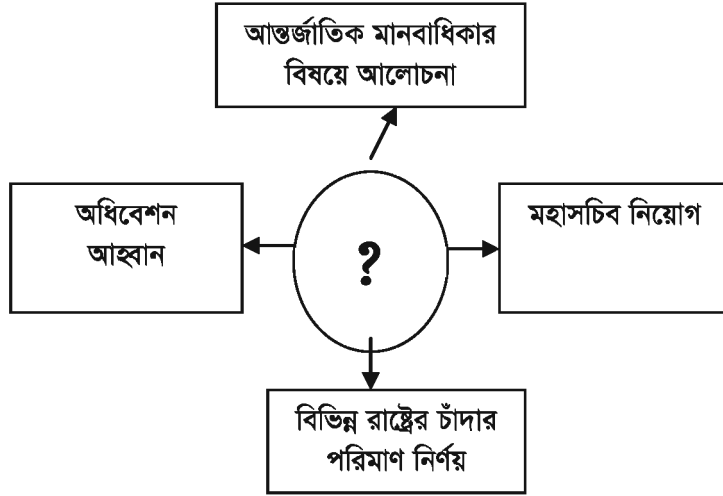 আন্তর্জাতিক মানবাধিকার
বিষয়ে আলোচনা
অধিবেশন
আহ্বান
?
মহাসচিব নিয়োগ
বিভিন্ন রাষ্ট্রের চাঁদার
পরিমাণ নির্ণয়